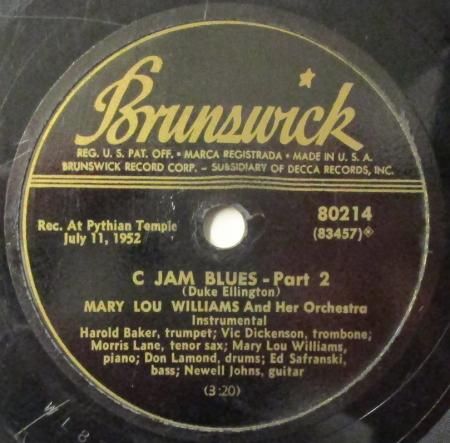 Brunswick
REG. U. S. PAT. OFF. • MARCA REGISTRADA • MADE IN U. S. A.
BRUNSWICK RECORD CORP. – SUBSIDIARY OF DECCA RECORDS, INC.
Rec. At Pythian Temple
July 11, 1952
80214
(83457)
C JAM BLUES - Part 2
(Duke Ellington)
MARY LOU WILLIAMS And Her Orchestra
Instrumental
Harold Baker, trumpet; Vic Dickenson, trombone;
Morris Lane, tenor sax; Mary Lou Williams,
piano; Don Lamond, drums; Ed Safranski,
bass; Newell Johns, guitar
(3:20)